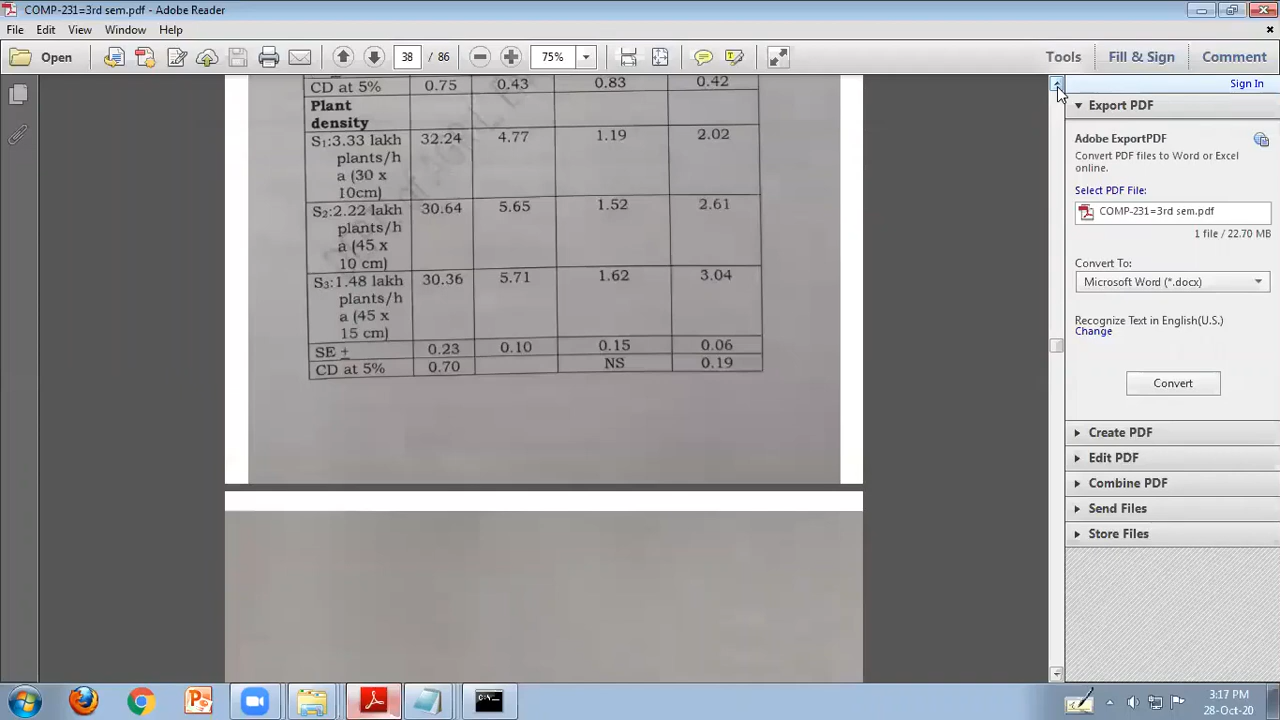 COMP-231=3rd sem.pdf - Adobe Reader
File Edit View Window Help
Open 38 / 86 75% Tools Fill & Sign Comment
Sign In
CD at 5% 0.75 0.43 0.83 0.42
Plant
density
S₁:3.33 lakh 32.24 4.77 1.19 2.02
plants/h
a (30 x
10cm)
S₂:2.22 lakh 30.64 5.65 1.52 2.61
plants/h
a (45 x
10 cm)
S₃:1.48 lakh 30.36 5.71 1.62 3.04
plants/h
a (45 x
15 cm)
SE ± 0.23 0.10 0.15 0.06
CD at 5% 0.70 NS 0.19
Export PDF
Adobe ExportPDF
Convert PDF files to Word or Excel
online.
Select PDF File:
COMP-231=3rd sem.pdf
1 file / 22.70 MB
Convert To:
Microsoft Word (*.docx)
Recognize Text in English(U.S.)
Change
Convert
Create PDF
Edit PDF
Combine PDF
Send Files
Store Files
3:17 PM
28-Oct-20